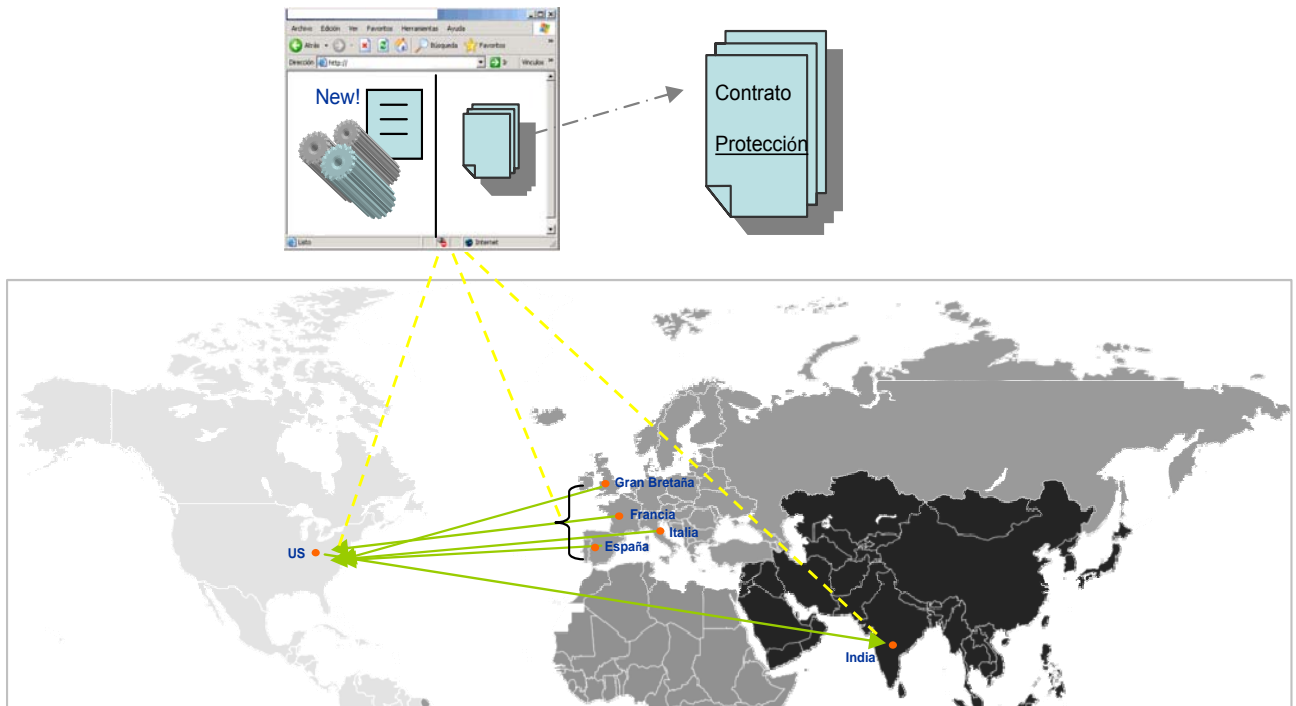 Archivo Edición Ver Favoritos Herramientas Ayuda
Atrás Búsqueda Favoritos
Dirección http:// Ir Vínculos
New!
Listo Internet
Contrato
Protección
Gran Bretaña
Francia
Italia
España
US
India